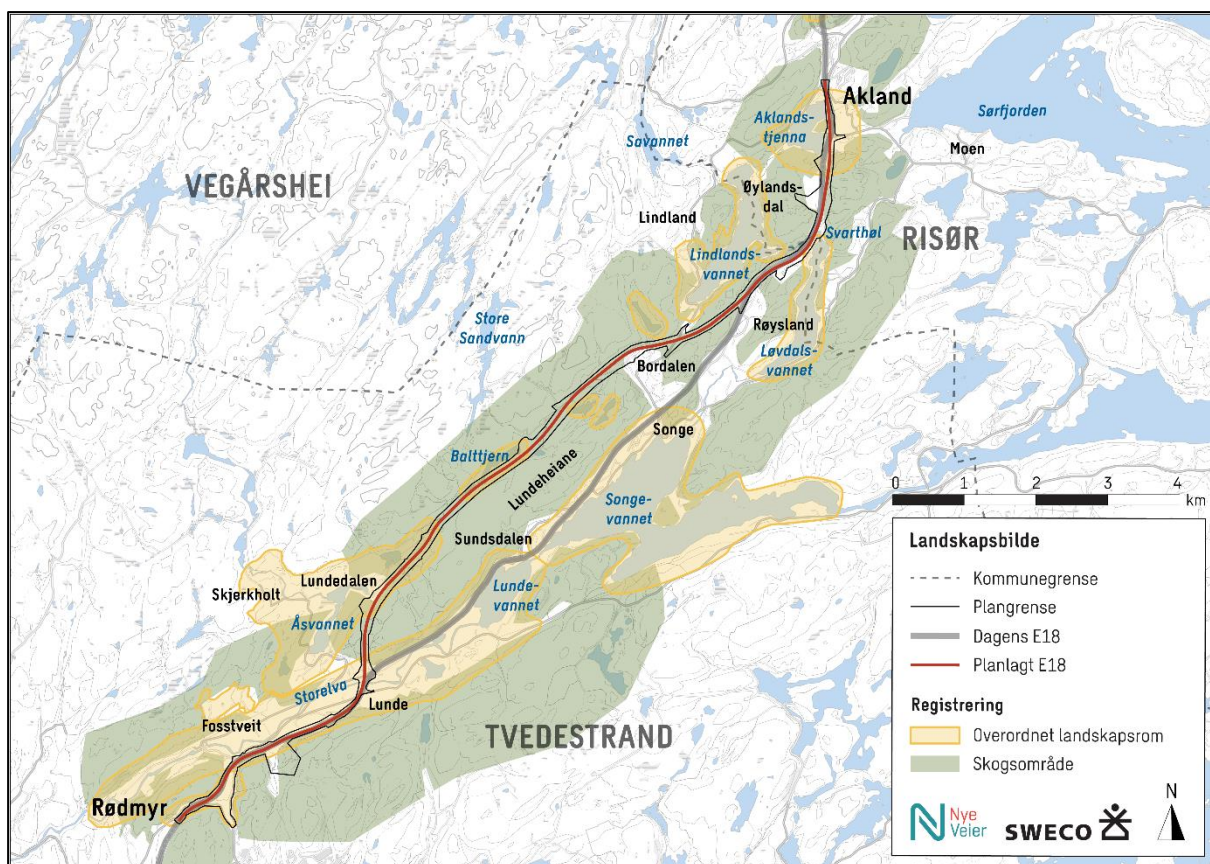 Akland
Sørfjorden
Aklands-
tjenna
Savannet
Moen
VEGÅRSHEI
Øylands-
dal
Lindland
Svarthøl
RISØR
Lindlands-
vannet
Store
Sandvann
Røysland
Løvdals-
vannet
Bordalen
Songe
Balttjern
Lundeheiane
0 1 2 3 4
km
Songe-
vannet
Sundsdalen
Lundedalen
Lunde-
vannet
Skjerkholt
Åsvannet
Storelva
Lunde
Fosstveit
TVEDESTRAND
Rødmyr
Landskapsbilde
Kommunegrense
Plangrense
Dagens E18
Planlagt E18
Registrering
Overordnet landskapsrom
Skogsområde
N
Nye
Veier
SWECO